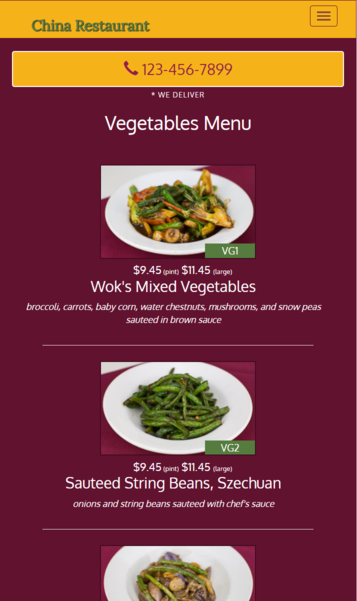 China Restaurant
123-456-7899
* WE DELIVER
Vegetables Menu
VG1
$9.45 (pint) $11.45 (large)
Wok's Mixed Vegetables
broccoli, carrots, baby corn, water chestnuts, mushrooms, and snow peas
sauteed in brown sauce
VG2
$9.45 (pint) $11.45 (large)
Sauteed String Beans, Szechuan
onions and string beans sauteed with chef's sauce